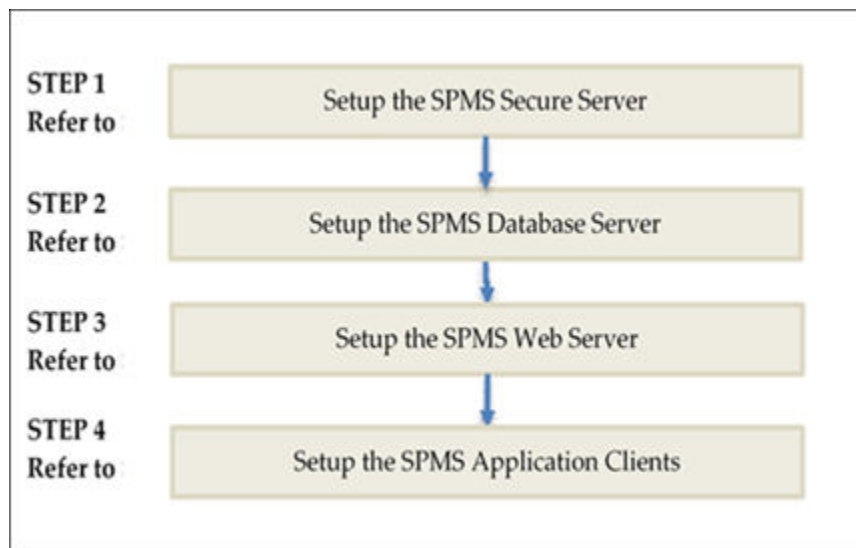 STEP 1
Refer to
Setup the SPMS Secure Server
STEP 2
Refer to
Setup the SPMS Database Server
STEP 3
Refer to
Setup the SPMS Web Server
STEP 4
Refer to
Setup the SPMS Application Clients